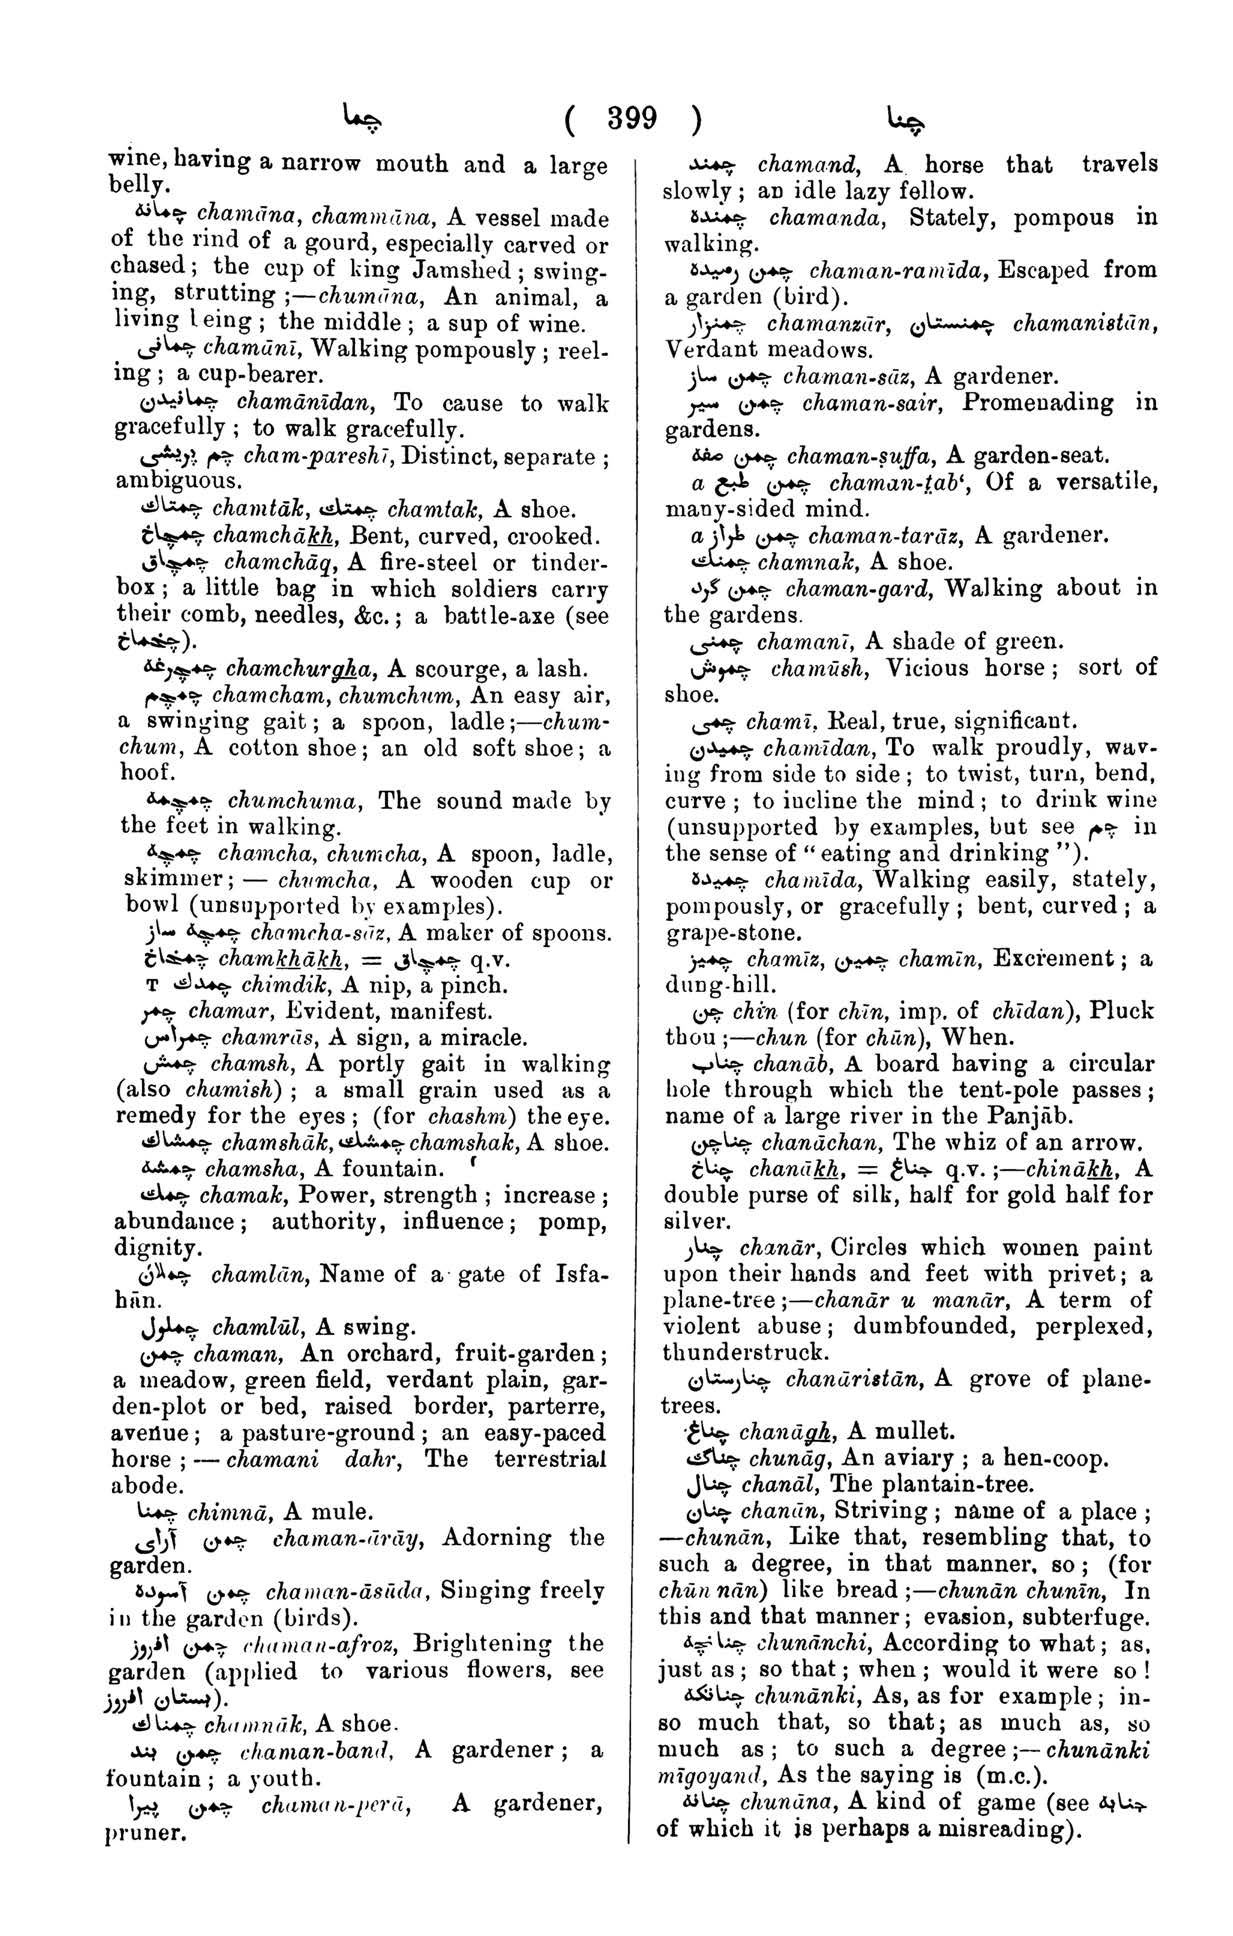 چما ( 399 ) چنا
wine, having a narrow mouth and a large
belly.
چمانه chamāna, chammāna, A vessel made
of the rind of a gourd, especially carved or
chased; the cup of king Jamshed; swing-
ing, strutting;—chumāna, An animal, a
living being; the middle; a sup of wine.
چمانی chamānī, Walking pompously; reel-
ing; a cup-bearer.
چمانیدن chamānīdan, To cause to walk
gracefully; to walk gracefully.
چم پریشی cham-pareshī, Distinct, separate;
ambiguous.
چمتاك chamtāk, چمتك chamtak, A shoe.
چمچاخ chamchākh, Bent, curved, crooked.
چمچاق chamchāq, A fire-steel or tinder-
box; a little bag in which soldiers carry
their comb, needles, &c.; a battle-axe (see
چخماخ).
چمچرغه chamchurgha, A scourge, a lash.
چمچم chamcham, chumchum, An easy air,
a swinging gait; a spoon, ladle;—chum-
chum, A cotton shoe; an old soft shoe; a
hoof.
چمچمه chumchuma, The sound made by
the feet in walking.
چمچه chamcha, chumcha, A spoon, ladle,
skimmer; — chumcha, A wooden cup or
bowl (unsupported by examples).
چمچه ساز chamcha-sāz, A maker of spoons.
چمخاخ chamkhākh, = چمچاق q.v.
T چمدك chimdik, A nip, a pinch.
چمر chamar, Evident, manifest.
چمراس chamrās, A sign, a miracle.
چمش chamsh, A portly gait in walking
(also chamish); a small grain used as a
remedy for the eyes; (for chashm) the eye.
چمشاك chamshāk, چمشك chamshak, A shoe.
چمشه chamsha, A fountain.
چمك chamak, Power, strength; increase;
abundance; authority, influence; pomp,
dignity.
چملان chamlān, Name of a gate of Isfa-
hān.
چملول chamlūl, A swing.
چمن chaman, An orchard, fruit-garden;
a meadow, green field, verdant plain, gar-
den-plot or bed, raised border, parterre,
avenue; a pasture-ground; an easy-paced
horse; — chamani dahr, The terrestrial
abode.
چمنا chimnā, A mule.
چمن آرای chaman-ārāy, Adorning the
garden.
چمن آسوده chaman-āsūda, Singing freely
in the garden (birds).
چمن افروز chaman-afroz, Brightening the
garden (applied to various flowers, see
بستان افروز).
چمناك chamnāk, A shoe.
چمن بند chaman-band, A gardener; a
fountain; a youth.
چمن پیرا chaman-perā, A gardener,
pruner.
چمند chamand, A horse that travels
slowly; an idle lazy fellow.
چمنده chamanda, Stately, pompous in
walking.
چمن رمیده chaman-ramīda, Escaped from
a garden (bird).
چمنزار chamanzār, چمنستان chamanistān,
Verdant meadows.
چمن ساز chaman-sāz, A gardener.
چمن سیر chaman-sair, Promenading in
gardens.
چمن صفه chaman-ṣuffa, A garden-seat.
a چمن طبع chaman-t̤abʻ, Of a versatile,
many-sided mind.
a چمن طراز chaman-tarāz, A gardener.
چمنك chamnak, A shoe.
چمن گرد chaman-gard, Walking about in
the gardens.
چمنی chamanī, A shade of green.
چموش chamūsh, Vicious horse; sort of
shoe.
چمی chamī, Real, true, significant.
چمیدن chamīdan, To walk proudly, wav-
ing from side to side; to twist, turn, bend,
curve; to incline the mind; to drink wine
(unsupported by examples, but see چم in
the sense of "eating and drinking").
چمیده chamīda, Walking easily, stately,
pompously, or gracefully; bent, curved; a
grape-stone.
چمیز chamīz, چمین chamīn, Excrement; a
dung-hill.
چن chin (for chīn, imp. of chīdan), Pluck
thou;—chun (for chūn), When.
چناب chanāb, A board having a circular
hole through which the tent-pole passes;
name of a large river in the Panjāb.
چناچن chanāchan, The whiz of an arrow.
چناخ chanākh, = چناغ q.v.;—chinākh, A
double purse of silk, half for gold half for
silver.
چنار chanār, Circles which women paint
upon their hands and feet with privet; a
plane-tree;—chanār u manār, A term of
violent abuse; dumbfounded, perplexed,
thunderstruck.
چنارستان chanāristān, A grove of plane-
trees.
چناغ chanāgh, A mullet.
چناگ chunāg, An aviary; a hen-coop.
چنال chanāl, The plantain-tree.
چنان chanān, Striving; name of a place;
—chunān, Like that, resembling that, to
such a degree, in that manner, so; (for
chūn nān) like bread;—chunān chunīn, In
this and that manner; evasion, subterfuge.
چنانچه chunānchi, According to what; as,
just as; so that; when; would it were so!
چنانکه chunānki, As, as for example; in-
so much that, so that; as much as, so
much as; to such a degree;—chunānki
mīgoyand, As the saying is (m.c.).
چنانه chunāna, A kind of game (see جنابه
of which it is perhaps a misreading).